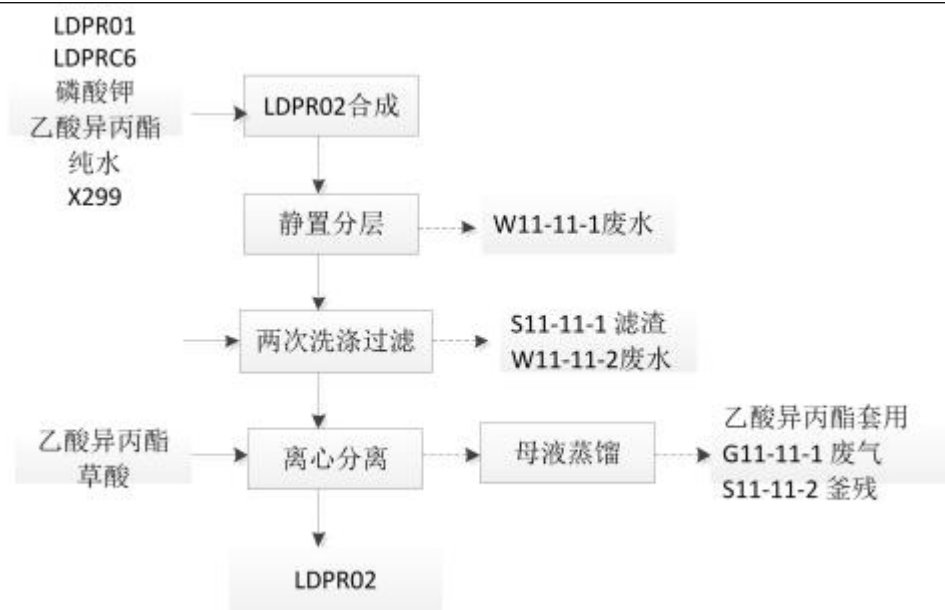 LDPR01
LDPRC6
磷酸钾
乙酸异丙酯
纯水
X299
LDPR02合成
静置分层
W11-11-1废水
两次洗涤过滤
S11-11-1 滤渣
W11-11-2废水
乙酸异丙酯
草酸
离心分离
母液蒸馏
乙酸异丙酯套用
G11-11-1 废气
S11-11-2 釜残
LDPR02